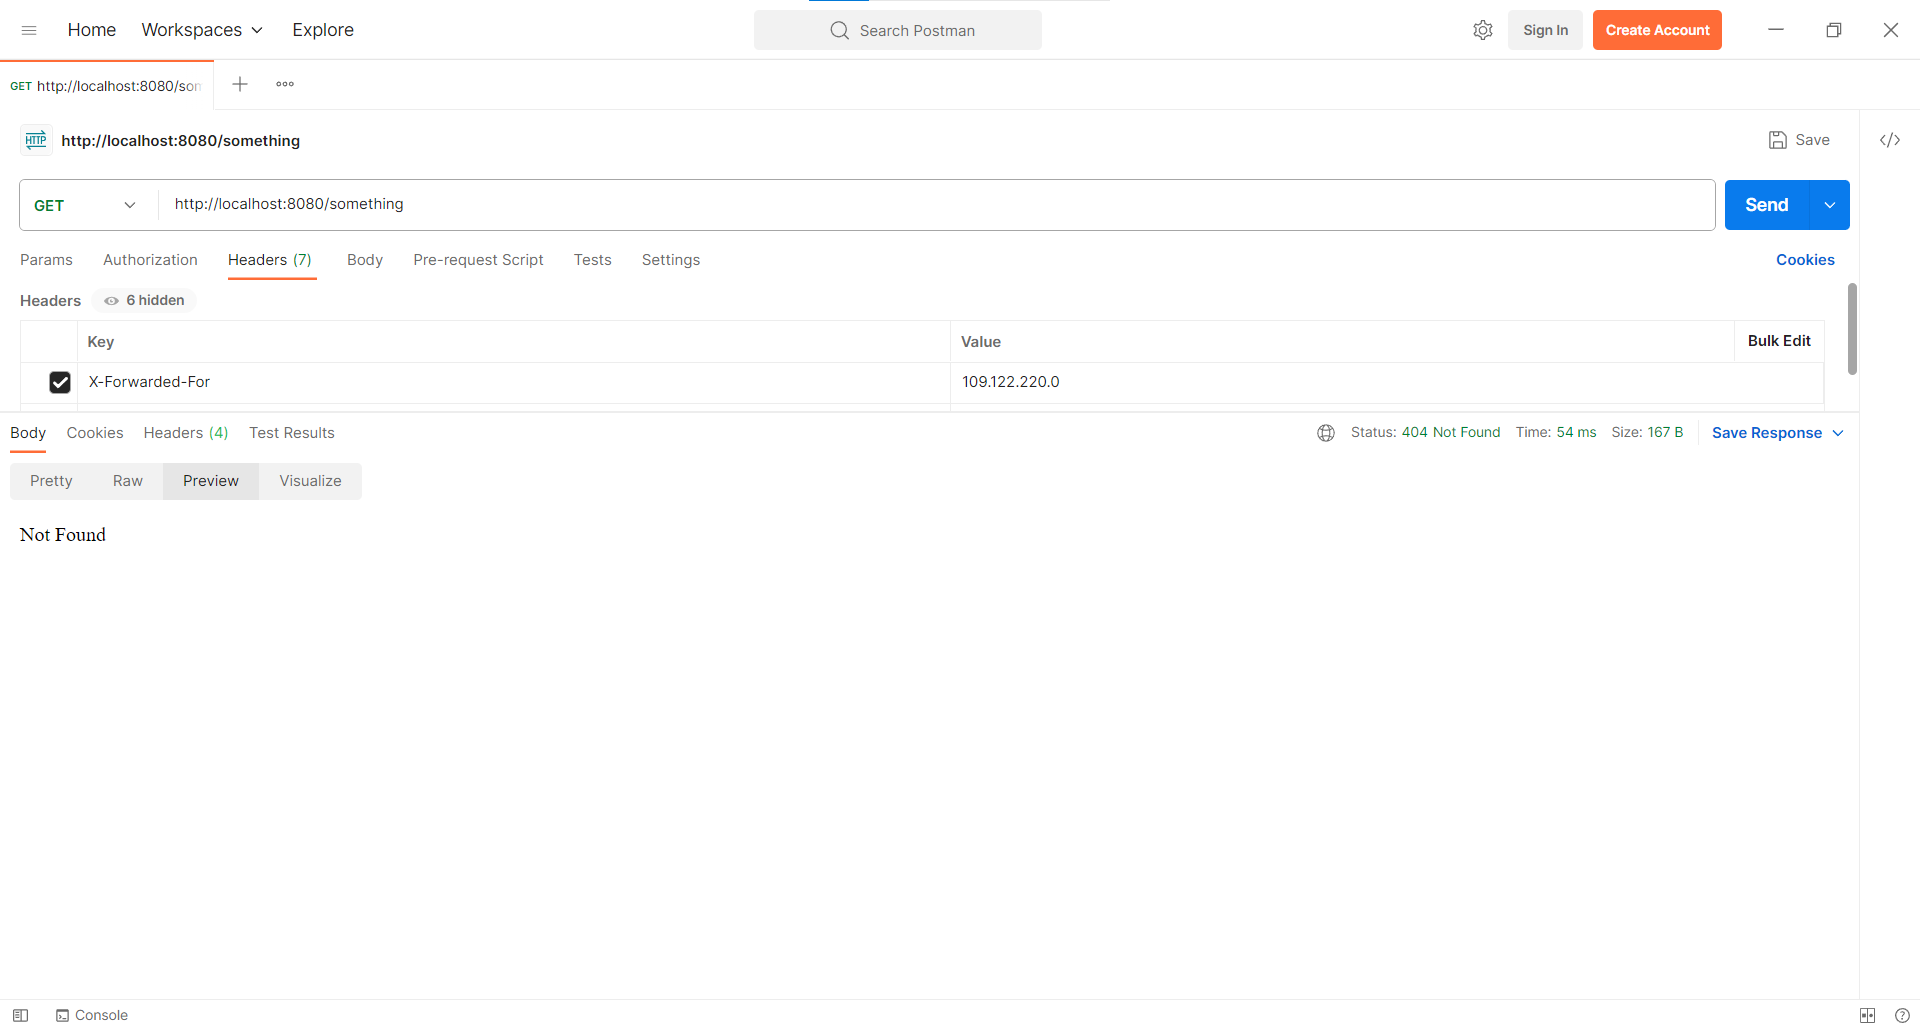 Home Workspaces Explore Search Postman Sign In Create Account
GET http://localhost:8080/som
HTTP http://localhost:8080/something Save </>
GET http://localhost:8080/something Send
Params Authorization Headers (7) Body Pre-request Script Tests Settings Cookies
Headers 6 hidden
Key Value Bulk Edit
X-Forwarded-For 109.122.220.0
Body Cookies Headers (4) Test Results Status: 404 Not Found Time: 54 ms Size: 167 B Save Response
Pretty Raw Preview Visualize
Not Found
Console